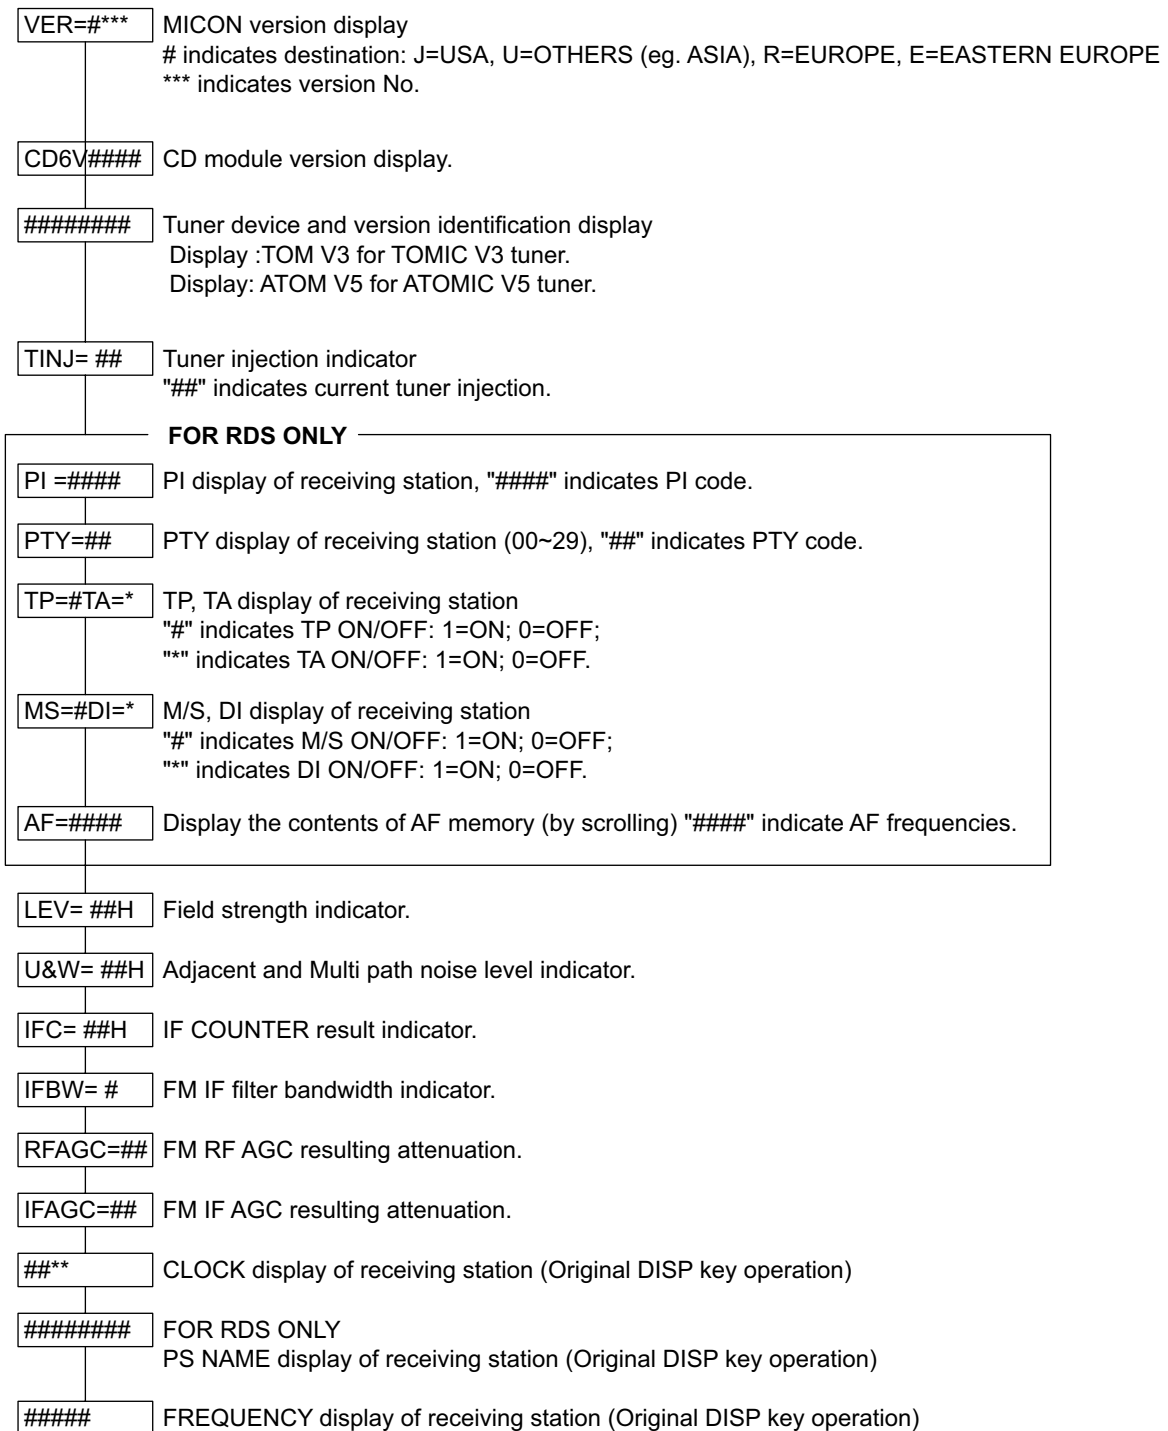 VER=#*** MICON version display
# indicates destination: J=USA, U=OTHERS (eg. ASIA), R=EUROPE, E=EASTERN EUROPE
*** indicates version No.
CD6V#### CD module version display.
######## Tuner device and version identification display
Display :TOM V3 for TOMIC V3 tuner.
Display: ATOM V5 for ATOMIC V5 tuner.
TINJ= ## Tuner injection indicator
"##" indicates current tuner injection.
FOR RDS ONLY
PI =#### PI display of receiving station, "####" indicates PI code.
PTY=## PTY display of receiving station (00~29), "##" indicates PTY code.
TP=#TA=* TP, TA display of receiving station
"#" indicates TP ON/OFF: 1=ON; 0=OFF;
"*" indicates TA ON/OFF: 1=ON; 0=OFF.
MS=#DI=* M/S, DI display of receiving station
"#" indicates M/S ON/OFF: 1=ON; 0=OFF;
"*" indicates DI ON/OFF: 1=ON; 0=OFF.
AF=#### Display the contents of AF memory (by scrolling) "####" indicate AF frequencies.
LEV= ##H Field strength indicator.
U&W= ##H Adjacent and Multi path noise level indicator.
IFC= ##H IF COUNTER result indicator.
IFBW= # FM IF filter bandwidth indicator.
RFAGC=## FM RF AGC resulting attenuation.
IFAGC=## FM IF AGC resulting attenuation.
##** CLOCK display of receiving station (Original DISP key operation)
######## FOR RDS ONLY
PS NAME display of receiving station (Original DISP key operation)
##### FREQUENCY display of receiving station (Original DISP key operation)